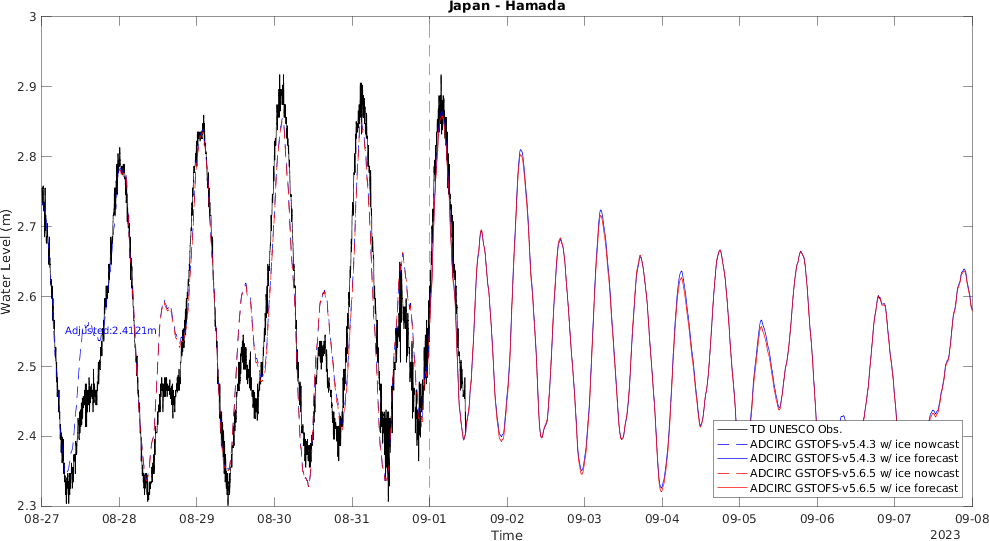 Japan - Hamada
3
2.9
2.8
2.7
2.6
2.5
2.4
2.3
Water Level (m)
Adjusted:2.4121m
TD UNESCO Obs.
ADCIRC GSTOFS-v5.4.3 w/ ice nowcast
ADCIRC GSTOFS-v5.4.3 w/ ice forecast
ADCIRC GSTOFS-v5.6.5 w/ ice nowcast
ADCIRC GSTOFS-v5.6.5 w/ ice forecast
08-27 08-28 08-29 08-30 08-31 09-01 09-02 09-03 09-04 09-05 09-06 09-07 09-08
Time
2023